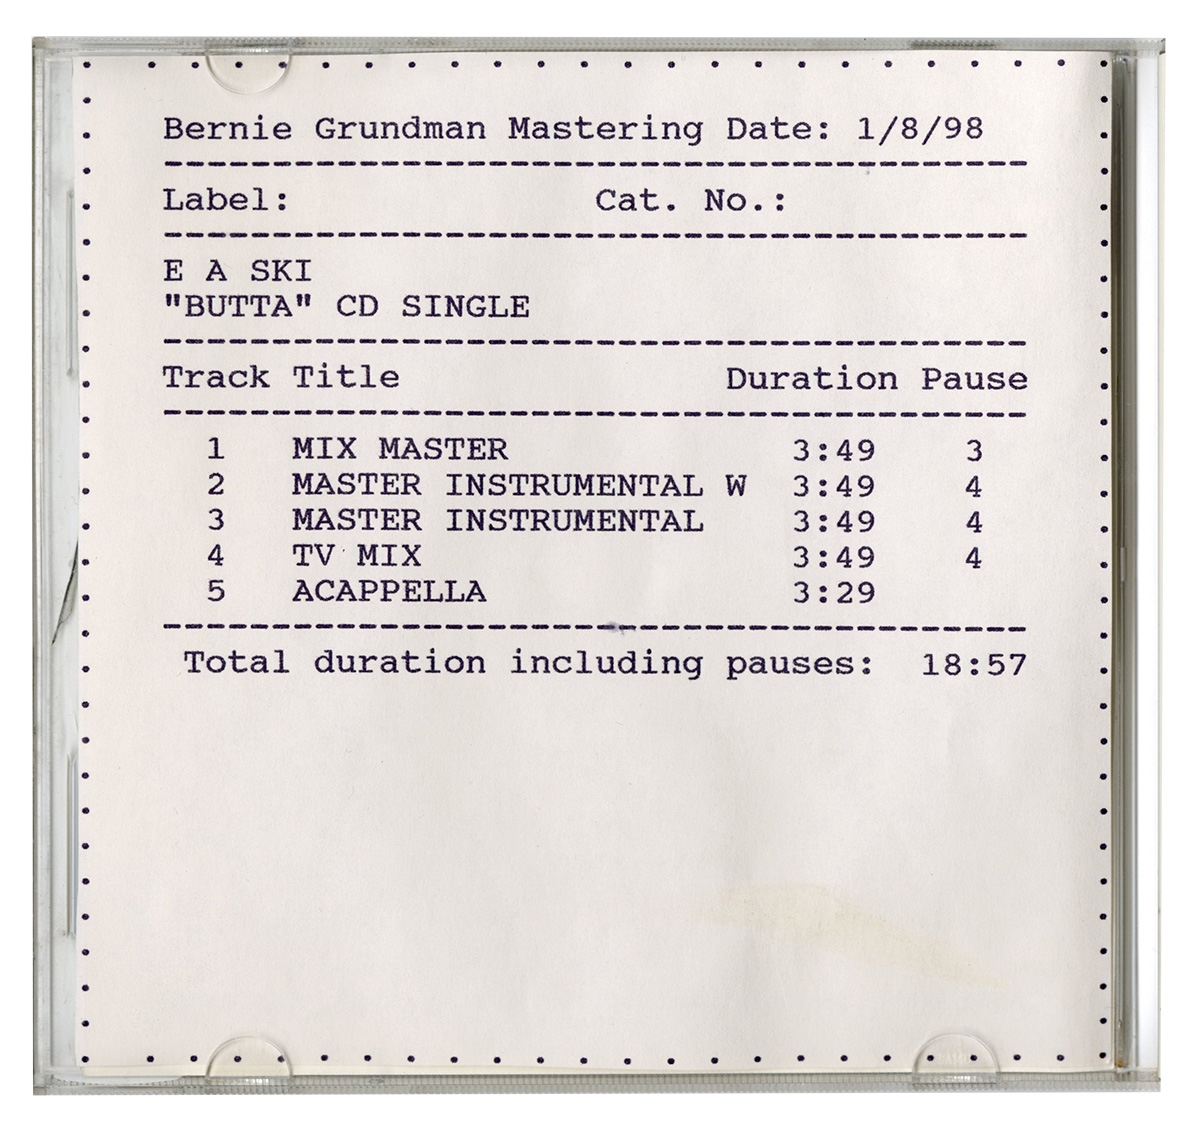 Bernie Grundman Mastering Date: 1/8/98
Label: Cat. No.:
E A SKI
"BUTTA" CD SINGLE
Track Title Duration Pause
1 MIX MASTER 3:49 3
2 MASTER INSTRUMENTAL W 3:49 4
3 MASTER INSTRUMENTAL 3:49 4
4 TV MIX 3:49 4
5 ACAPPELLA 3:29
Total duration including pauses: 18:57